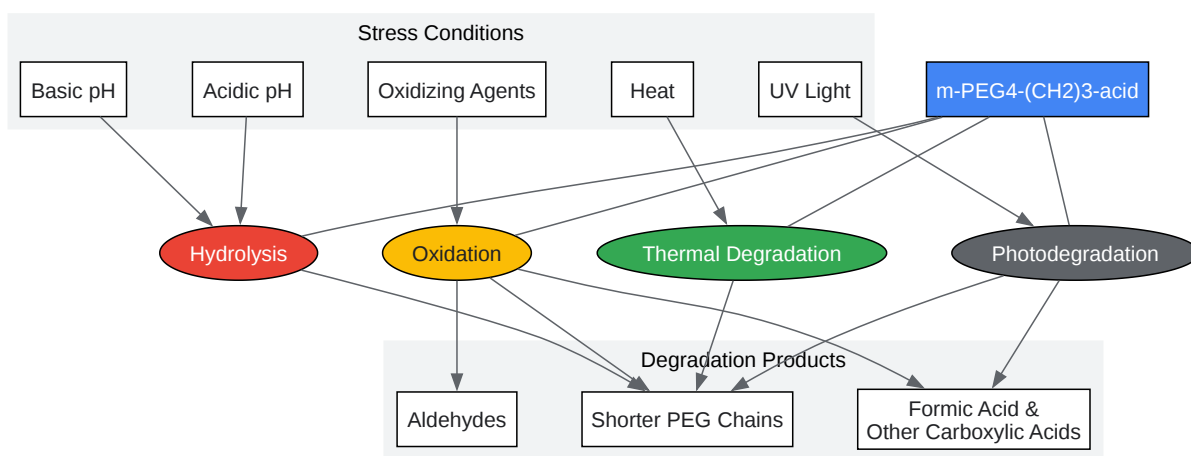 Stress Conditions
Basic pH
Acidic pH
Oxidizing Agents
Heat
UV Light
m-PEG4-(CH2)3-acid
Hydrolysis
Oxidation
Thermal Degradation
Photodegradation
Degradation Products
Aldehydes
Shorter PEG Chains
Formic Acid &
Other Carboxylic Acids